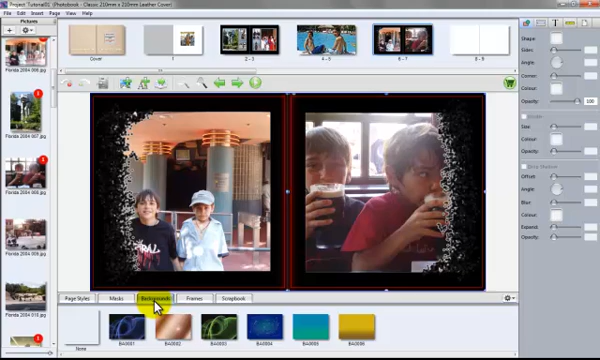 Project 'Tutorial01' (Photobook - Classic 210mm x 210mm Leather Cover)
File Edit Insert Page View Help
Pictures
Florida 2004 006.jpg
Florida 2004 007.jpg
Florida 2004 008.jpg
Florida 2004 009.jpg
Florida 2004 010.jpg
Cover
1
2 - 3
4 - 5
6 - 7
8 - 9
Shape:
Sides:
Angle:
Corner:
Colour:
Opacity: 100
Size:
Colour:
Opacity:
Drop Shadow
Offset:
Angle:
Blur:
Colour:
Expand:
Opacity:
Page Styles
Masks
Backgrounds
Frames
Scrapbook
None
BA0001
BA0002
BA0003
BA0004
BA0005
BA0006